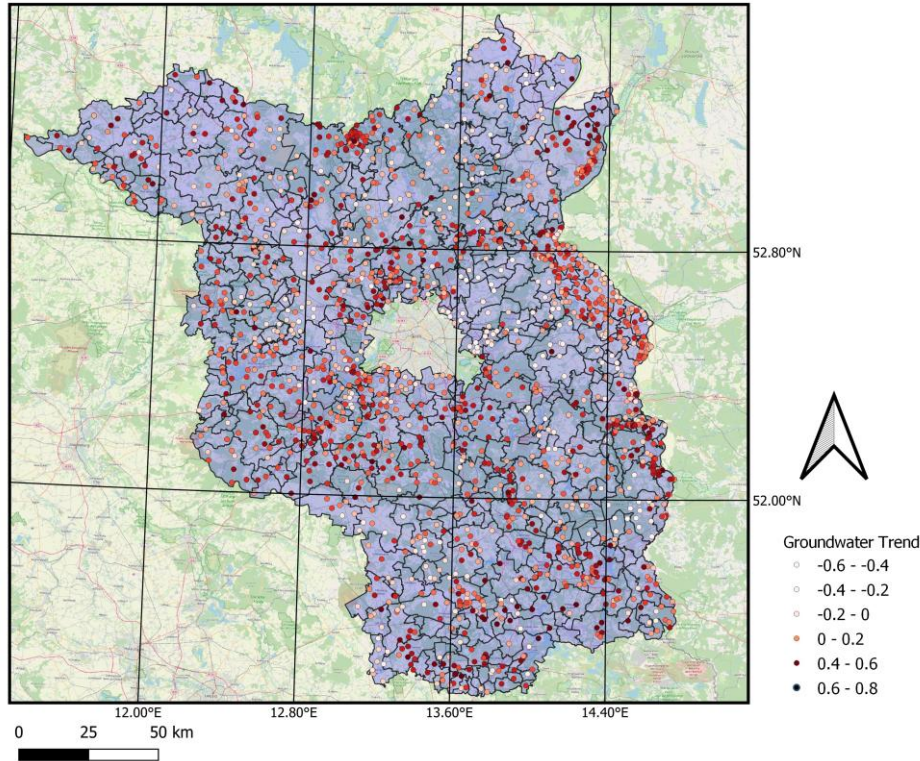 52.80°N
52.00°N
12.00°E
12.80°E
13.60°E
14.40°E
0
25
50 km
Groundwater Trend
-0.6 - -0.4
-0.4 - -0.2
-0.2 - 0
0 - 0.2
0.4 - 0.6
0.6 - 0.8